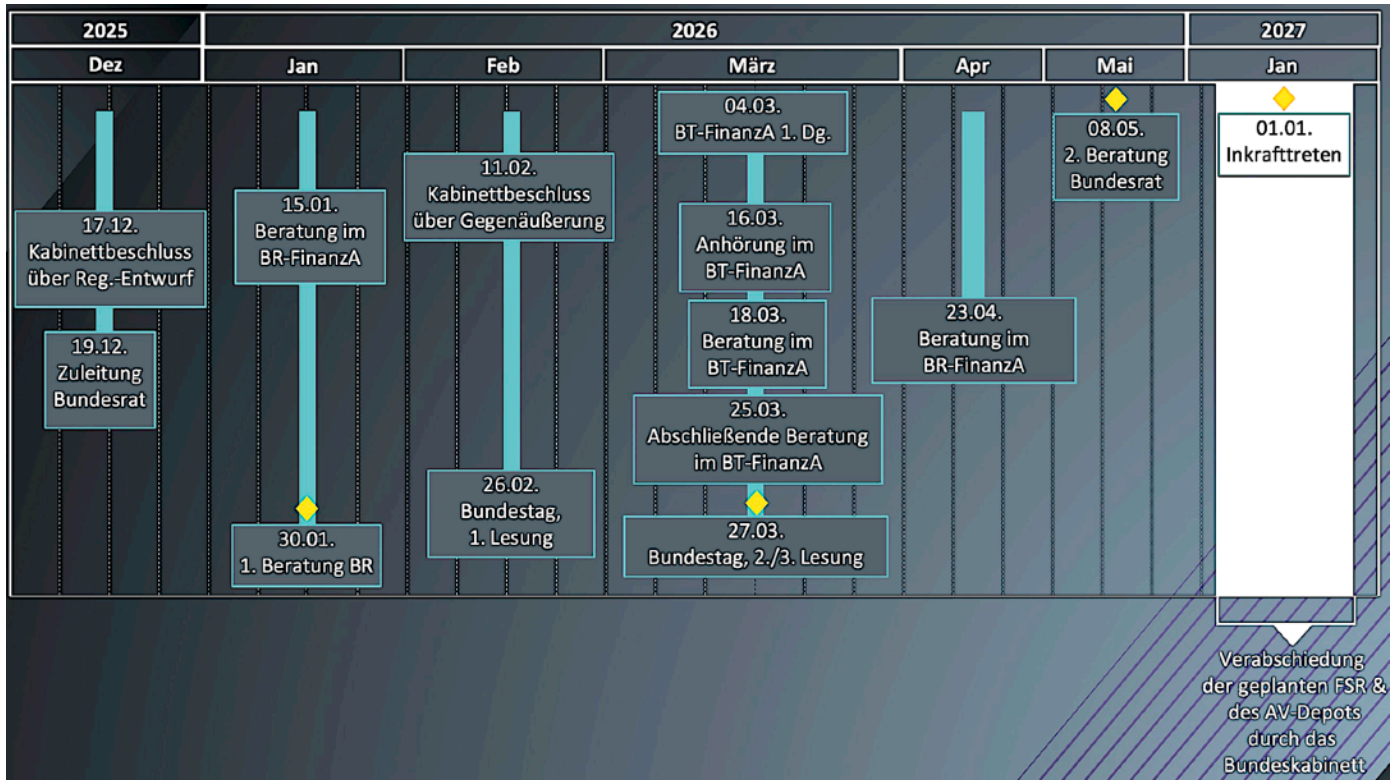 2025
2026
2027
Dez
Jan
Feb
März
Apr
Mai
Jan
17.12.
Kabinettbeschluss
über Reg.-Entwurf
19.12.
Zuleitung
Bundesrat
15.01.
Beratung im
BR-FinanzA
30.01.
1. Beratung BR
11.02.
Kabinettbeschluss
über Gegenäußerung
26.02.
Bundestag,
1. Lesung
04.03.
BT-FinanzA 1. Dg.
16.03.
Anhörung im
BT-FinanzA
18.03.
Beratung im
BT-FinanzA
25.03.
Abschließende Beratung
im BT-FinanzA
27.03.
Bundestag, 2./3. Lesung
23.04.
Beratung im
BR-FinanzA
08.05.
2. Beratung
Bundesrat
01.01.
Inkrafttreten
Verabschiedung
der geplanten FSR &
des AV-Depots
durch das
Bundeskabinett